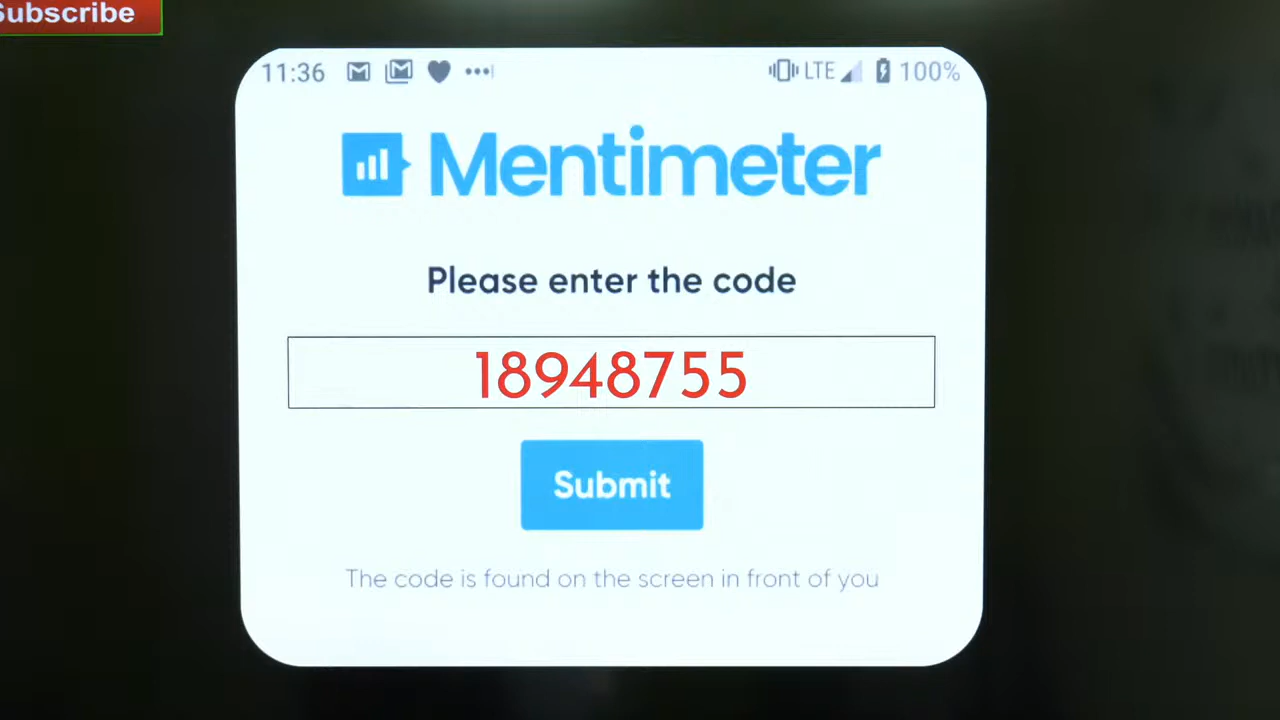 Subscribe
11:36 LTE 100%
Mentimeter
Please enter the code
18948755
Submit
The code is found on the screen in front of you